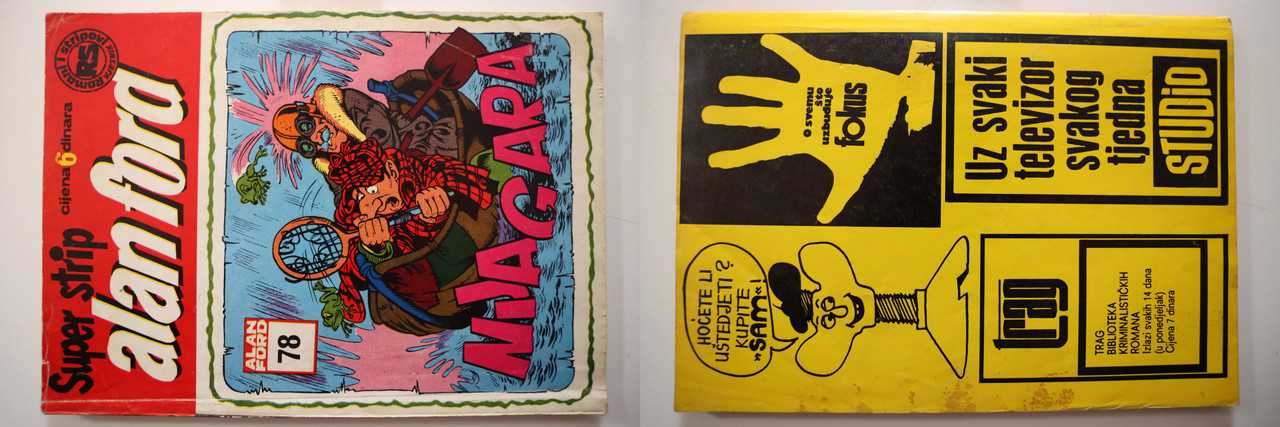 Super strip
cijena 6 dinara
Romani i stripovi
alan ford
ALAN
FORD
78
NIJAGARA
o svemu
što
uzbuđuje
fokus
Uz svaki
televizor
svakog
tjedna
STUDIO
HOĆETE LI
UŠTEDJETI?
KUPITE
»SAM«!
trag
TRAG
BIBLIOTEKA
KRIMINALISTIČKIH
ROMANA
Izlazi svakih 14 dana
(u ponedjeljak)
Cijena 7 dinara